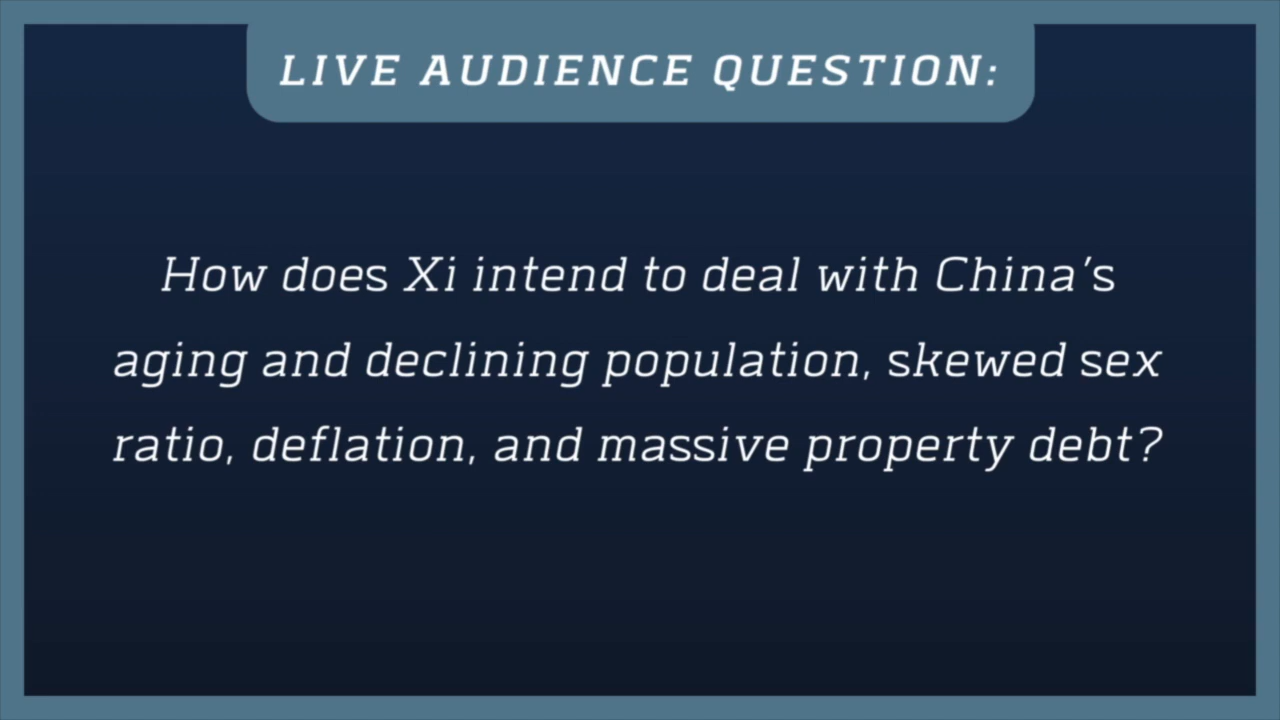 LIVE AUDIENCE QUESTION:
How does Xi intend to deal with China’s
aging and declining population, skewed sex
ratio, deflation, and massive property debt?